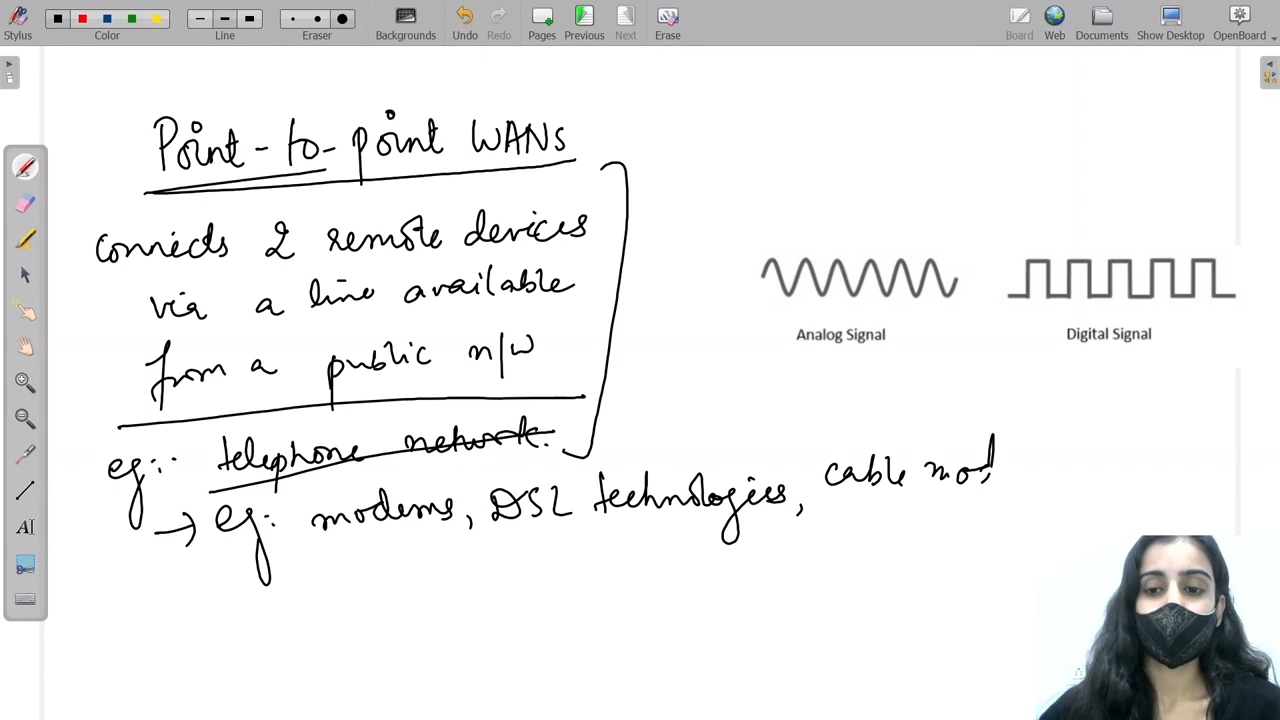 Stylus
Color
Line
Eraser
Backgrounds
Undo
Redo
Pages
Previous
Next
Erase
Board
Web
Documents
Show Desktop
OpenBoard
Point-to-point WANs
connects 2 remote devices
via a line available
from a public n/w
eg:- telephone network.
→ eg: modems, DSL technologies, cable mod
Analog Signal
Digital Signal